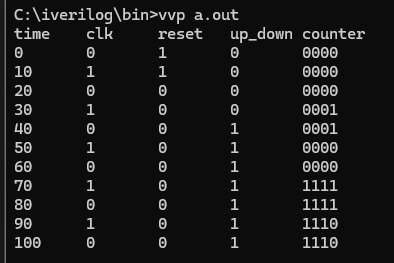 C:\iverilog\bin>vvp a.out
time clk reset up_down counter
0 0 1 0 0000
10 1 1 0 0000
20 0 0 0 0000
30 1 0 0 0001
40 0 0 1 0001
50 1 0 1 0000
60 0 0 1 0000
70 1 0 1 1111
80 0 0 1 1111
90 1 0 1 1110
100 0 0 1 1110